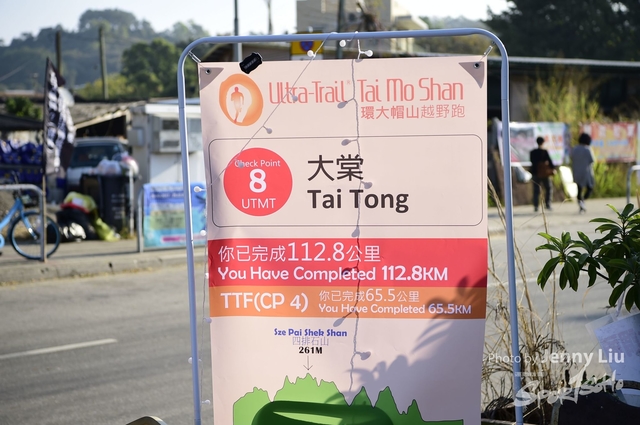 Ultra-Trail® Tai Mo Shan
環大帽山越野跑
Check Point
8
UTMT
大棠
Tai Tong
你已完成112.8公里
You Have Completed 112.8KM
TTF(CP 4)
你已完成65.5公里
You Have Completed 65.5KM
Sze Pai Shek Shan
四排石山
261M
Photo by Jenny Liu
SportSoHo